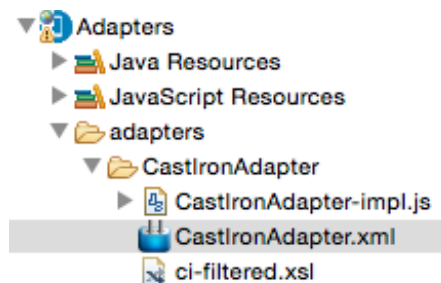 Adapters
Java Resources
JavaScript Resources
adapters
CastIronAdapter
CastIronAdapter-impl.js
CastIronAdapter.xml
ci-filtered.xsl